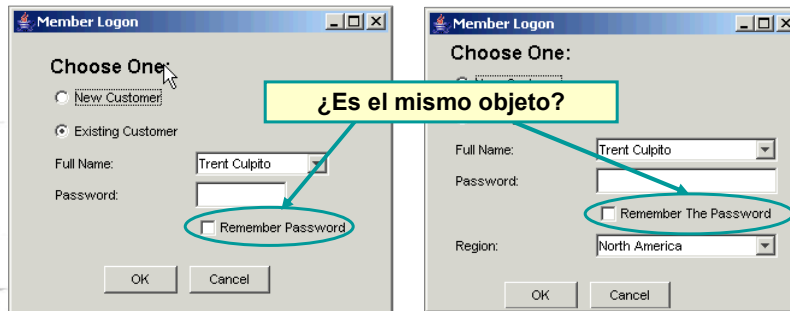 Member Logon
Choose One:
New Customer
Existing Customer
Full Name: Trent Culpito
Password:
Remember Password
OK Cancel
¿Es el mismo objeto?
Member Logon
Choose One:
Full Name: Trent Culpito
Password:
Remember The Password
Region: North America
OK Cancel